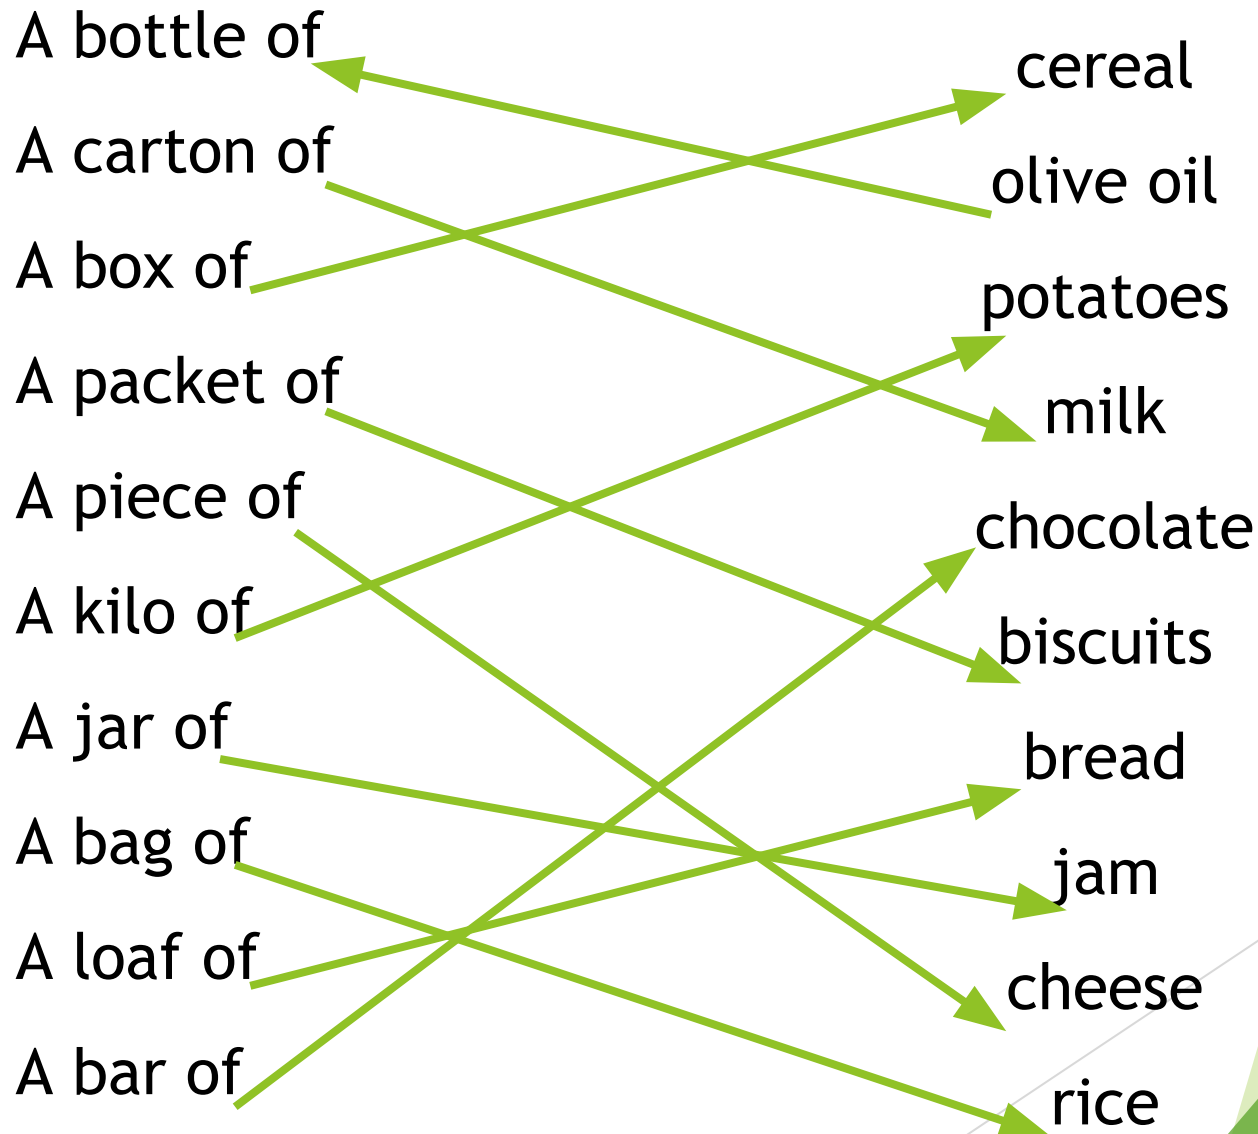 A bottle of
A carton of
A box of
A packet of
A piece of
A kilo of
A jar of
A bag of
A loaf of
A bar of
cereal
olive oil
potatoes
milk
chocolate
biscuits
bread
jam
cheese
rice